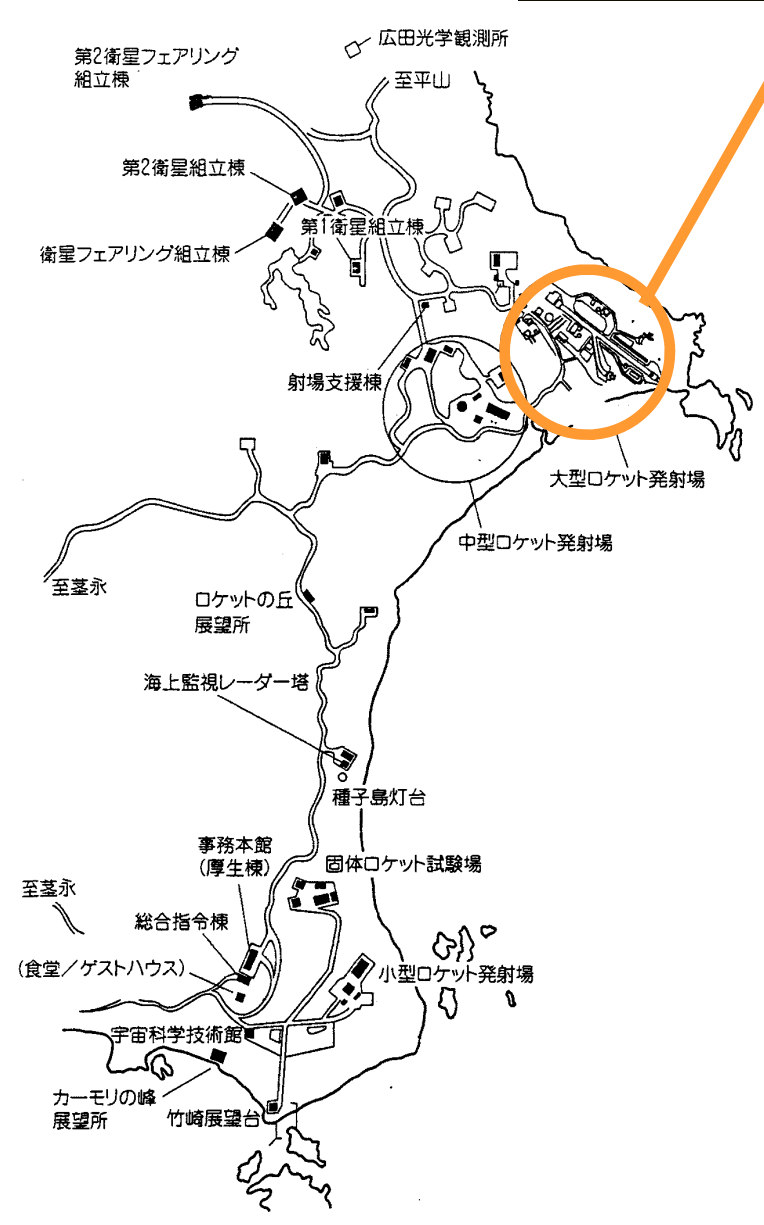 広田光学観測所
第2衛星フェアリング
組立棟
至平山
第2衛星組立棟
第1衛星組立棟
衛星フェアリング組立棟
射場支援棟
大型ロケット発射場
中型ロケット発射場
至茎永
ロケットの丘
展望所
海上監視レーダー塔
種子島灯台
事務本館
(厚生棟)
固体ロケット試験場
至茎永
総合指令棟
(食堂／ゲストハウス)
小型ロケット発射場
宇宙科学技術館
カーモリの峰
展望所
竹崎展望台